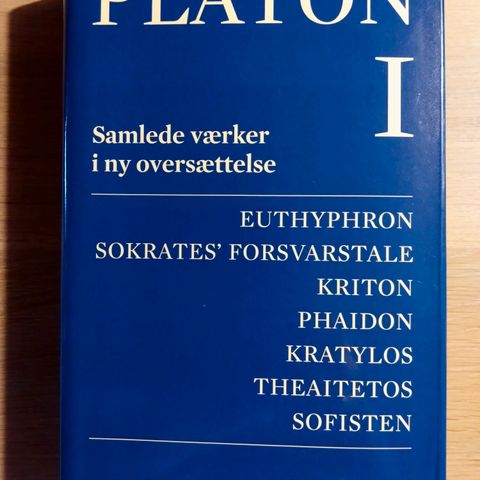 PLATON
I
Samlede værker
i ny oversættelse
EUTHYPHRON
SOKRATES' FORSVARSTALE
KRITON
PHAIDON
KRATYLOS
THEAITETOS
SOFISTEN